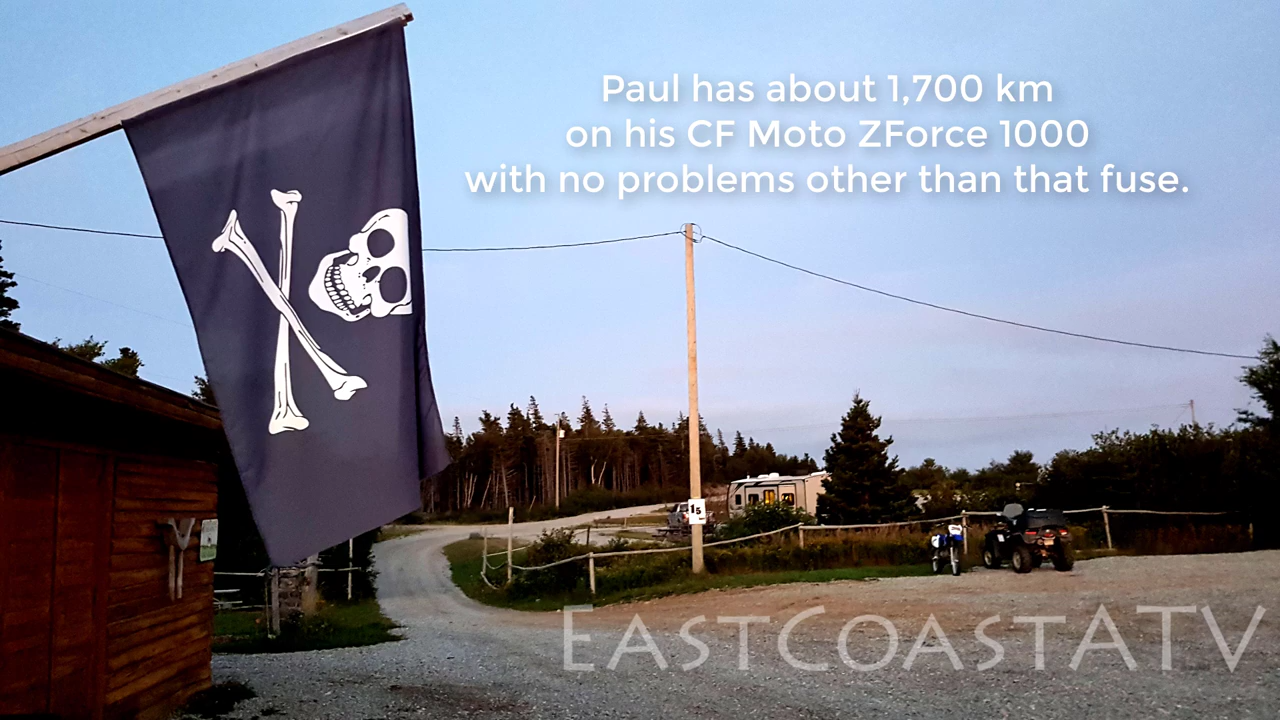 Paul has about 1,700 km
on his CF Moto ZForce 1000
with no problems other than that fuse.
15
EastCoastATV